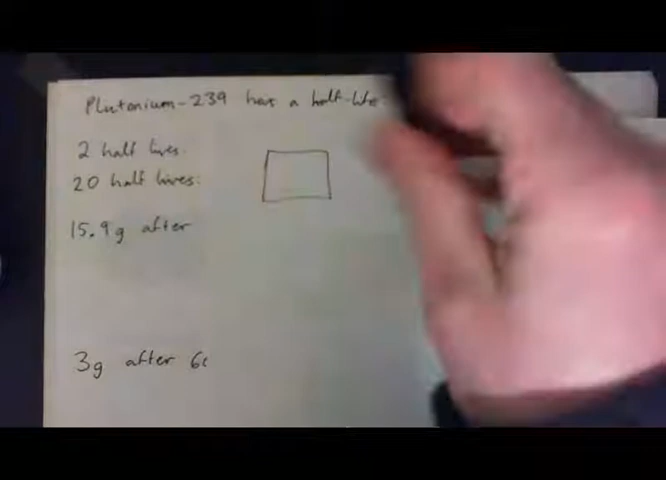 Plutonium-239 has a half-life
2 half lives:
20 half lives:
15.9g after
3g after